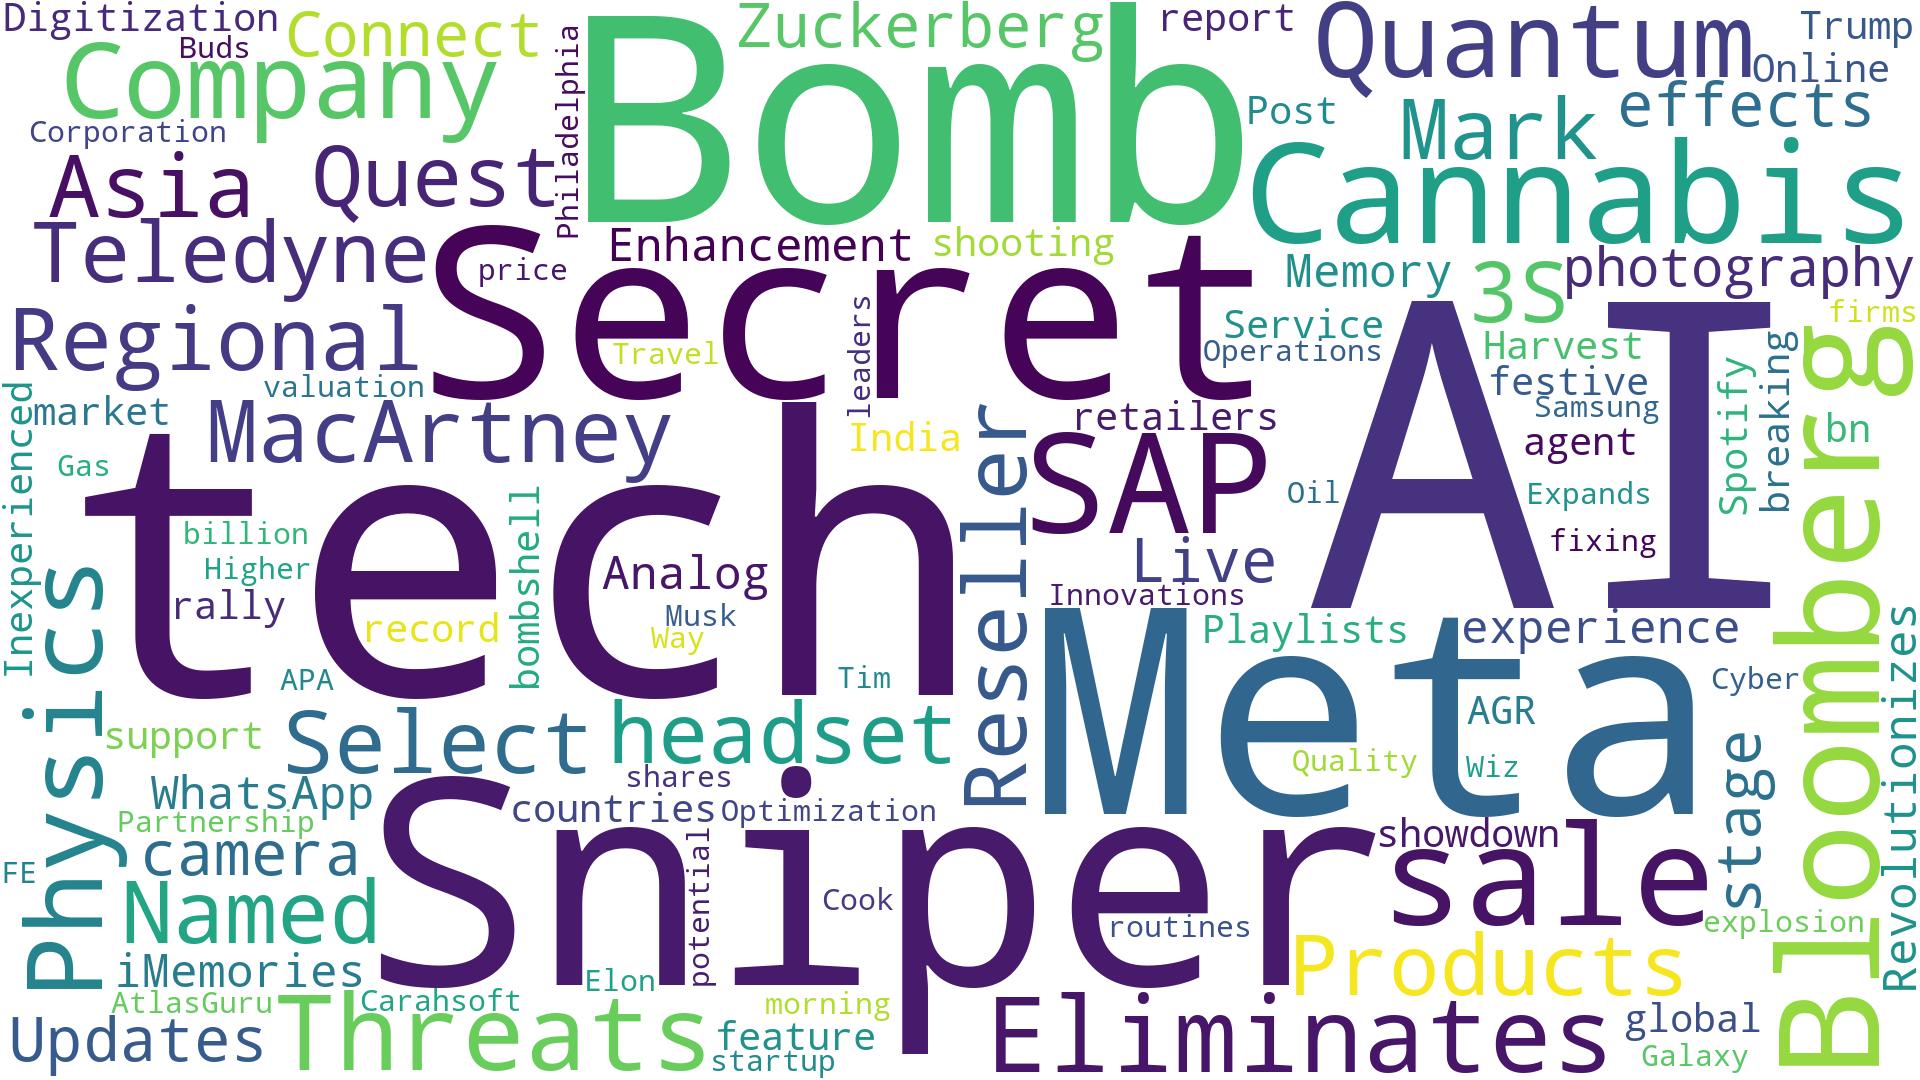 Digitization
Buds
Connect
Company
Corporation
Bomb
Zuckerberg
report
Quantum
Trump
Online
Post
Mark
effects
Cannabis
Asia
Quest
Philadelphia
Teledyne
Secret
price
Enhancement
shooting
Memory
3S
photography
firms
Regional
Travel
leaders
Service
Operations
Harvest
festive
Samsung
Spotify
breaking
Bloomberg
valuation
market
Inexperienced
MacArtney
India
Reseller
retailers
SAP
AI
agent
bn
Gas
tech
billion
Higher
rally
record
bombshell
Analog
Musk
Way
Oil
Expands
fixing
Live
Innovations
Playlists
experience
Physics
APA
Tim
Meta
AGR
Quality
Wiz
Cyber
Revolutionizes
support
Select
headset
stage
WhatsApp
Partnership
shares
countries
Optimization
camera
FE
Sniper
potential
Cook
routines
showdown
sale
explosion
Named
iMemories
Elon
Products
AtlasGuru
Carahsoft
morning
Updates
Threats
feature
startup
Eliminates
global
Galaxy